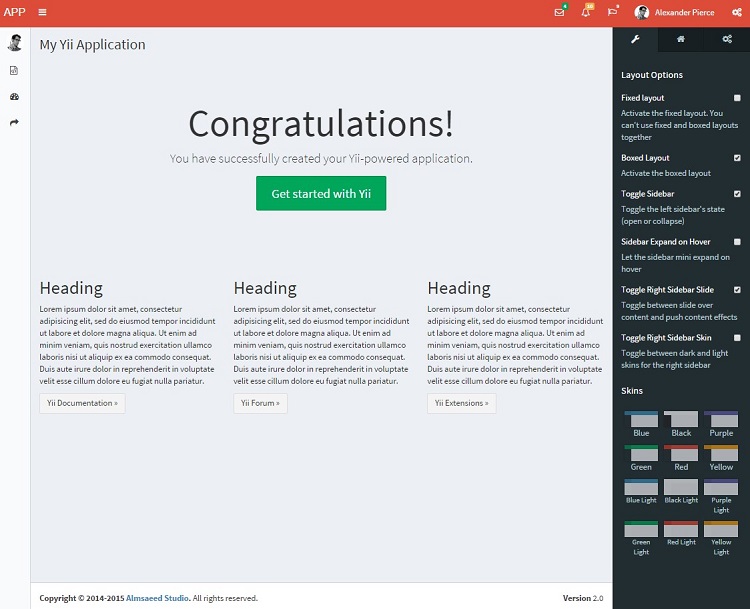 APP
Alexander Pierce
My Yii Application
Congratulations!
You have successfully created your Yii-powered application.
Get started with Yii
Heading
Lorem ipsum dolor sit amet, consectetur
adipisicing elit, sed do eiusmod tempor incididunt
ut labore et dolore magna aliqua. Ut enim ad
minim veniam, quis nostrud exercitation ullamco
laboris nisi ut aliquip ex ea commodo consequat.
Duis aute irure dolor in reprehenderit in voluptate
velit esse cillum dolore eu fugiat nulla pariatur.
Yii Documentation »
Heading
Lorem ipsum dolor sit amet, consectetur
adipisicing elit, sed do eiusmod tempor incididunt
ut labore et dolore magna aliqua. Ut enim ad
minim veniam, quis nostrud exercitation ullamco
laboris nisi ut aliquip ex ea commodo consequat.
Duis aute irure dolor in reprehenderit in voluptate
velit esse cillum dolore eu fugiat nulla pariatur.
Yii Forum »
Heading
Lorem ipsum dolor sit amet, consectetur
adipisicing elit, sed do eiusmod tempor incididunt
ut labore et dolore magna aliqua. Ut enim ad
minim veniam, quis nostrud exercitation ullamco
laboris nisi ut aliquip ex ea commodo consequat.
Duis aute irure dolor in reprehenderit in voluptate
velit esse cillum dolore eu fugiat nulla pariatur.
Yii Extensions »
Layout Options
Fixed layout
Activate the fixed layout. You
can't use fixed and boxed layouts
together
Boxed Layout
Activate the boxed layout
Toggle Sidebar
Toggle the left sidebar's state
(open or collapse)
Sidebar Expand on Hover
Let the sidebar mini expand on
hover
Toggle Right Sidebar Slide
Toggle between slide over
content and push content effects
Toggle Right Sidebar Skin
Toggle between dark and light
skins for the right sidebar
Skins
Blue Black Purple
Green Red Yellow
Blue Light Black Light Purple
Light
Green
Light
Red Light
Yellow
Light
Copyright © 2014-2015 Almsaeed Studio. All rights reserved.
Version 2.0